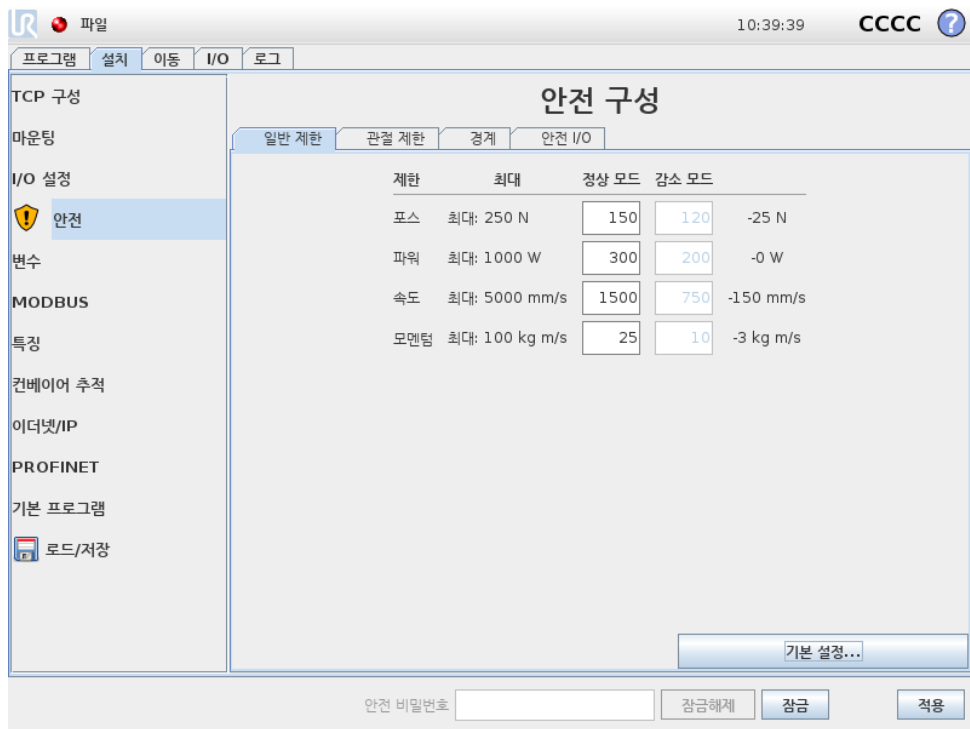 UR 파일 10:39:39 CCCC ?
프로그램 설치 이동 I/O 로그
TCP 구성
마운팅
I/O 설정
안전
변수
MODBUS
특징
컨베이어 추적
이더넷/IP
PROFINET
기본 프로그램
로드/저장
안전 구성
일반 제한 관절 제한 경계 안전 I/O
제한 최대 정상 모드 감소 모드
포스 최대: 250 N 150 120 -25 N
파워 최대: 1000 W 300 200 -0 W
속도 최대: 5000 mm/s 1500 750 -150 mm/s
모멘텀 최대: 100 kg m/s 25 10 -3 kg m/s
기본 설정...
안전 비밀번호 잠금해제 잠금 적용